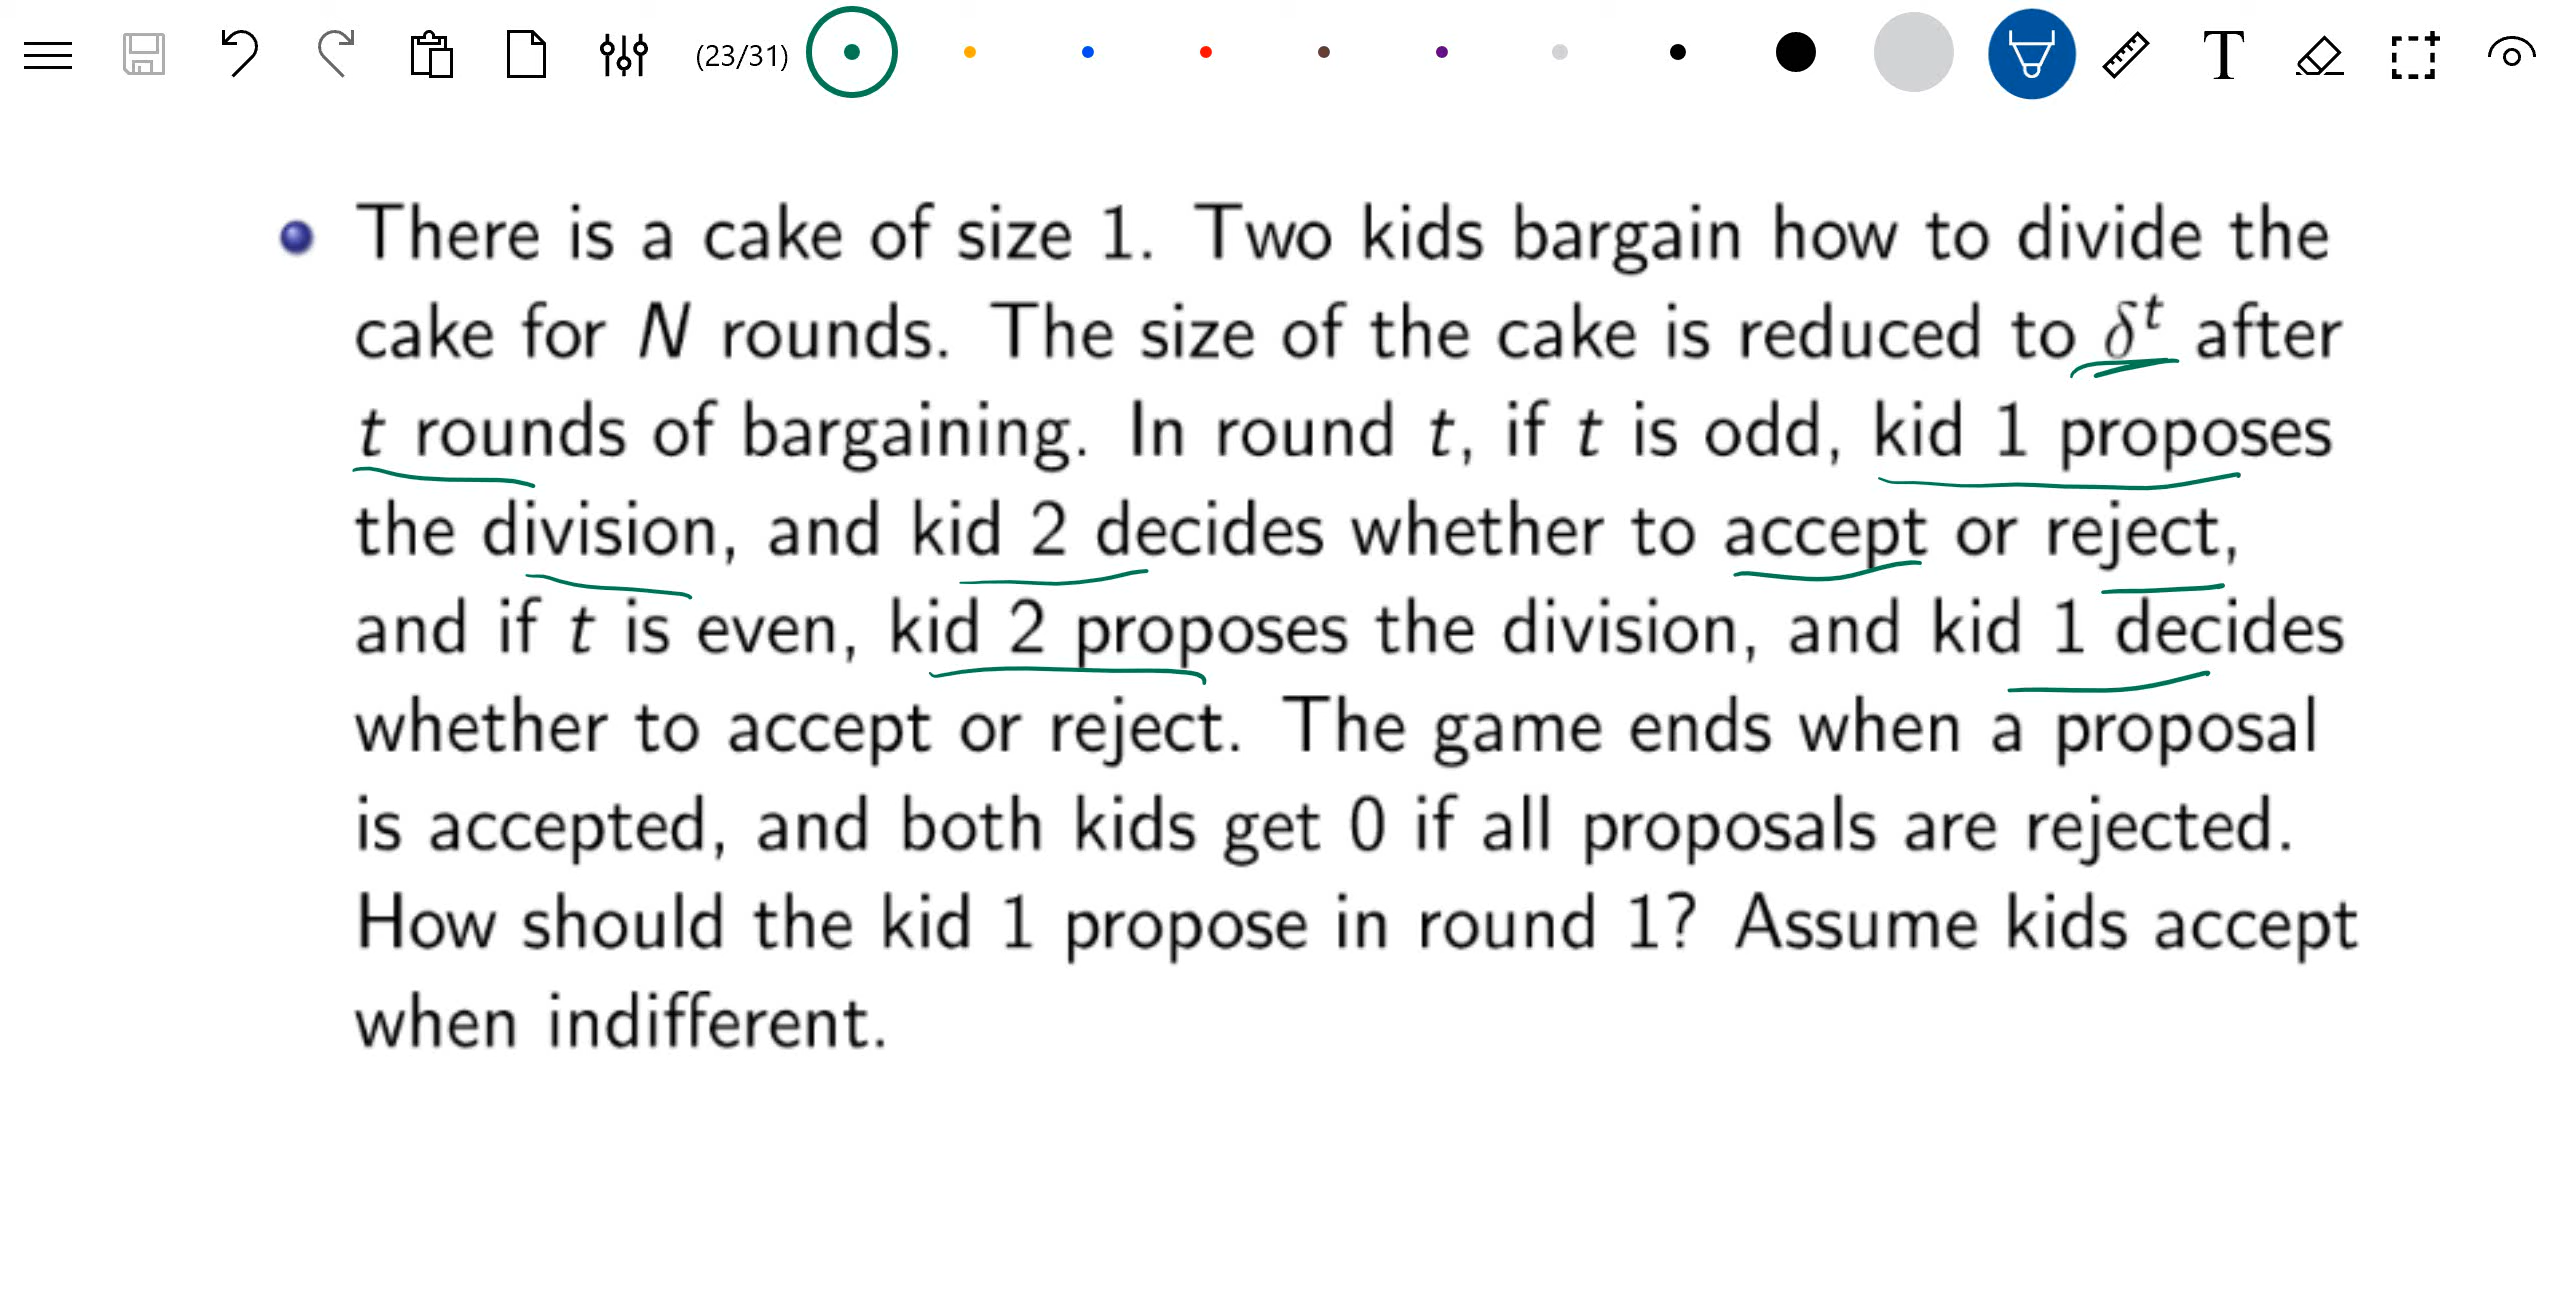 (23/31)
T
There is a cake of size 1. Two kids bargain how to divide the
cake for N rounds. The size of the cake is reduced to δᵗ after
t rounds of bargaining. In round t, if t is odd, kid 1 proposes
the division, and kid 2 decides whether to accept or reject,
and if t is even, kid 2 proposes the division, and kid 1 decides
whether to accept or reject. The game ends when a proposal
is accepted, and both kids get 0 if all proposals are rejected.
How should the kid 1 propose in round 1? Assume kids accept
when indifferent.